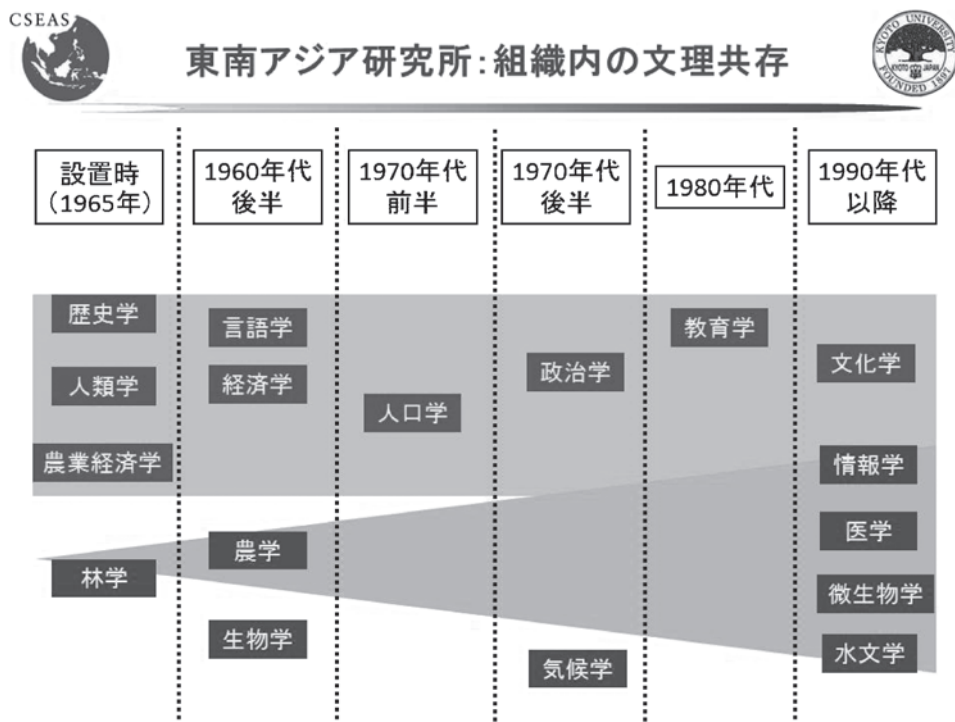 CSEAS
東南アジア研究所：組織内の文理共存
KYOTO UNIVERSITY
KYOTO JAPAN
FOUNDED 1897
設置時
（1965年）
1960年代
後半
1970年代
前半
1970年代
後半
1980年代
1990年代
以降
歴史学
人類学
農業経済学
林学
言語学
経済学
農学
生物学
人口学
政治学
気候学
教育学
文化学
情報学
医学
微生物学
水文学